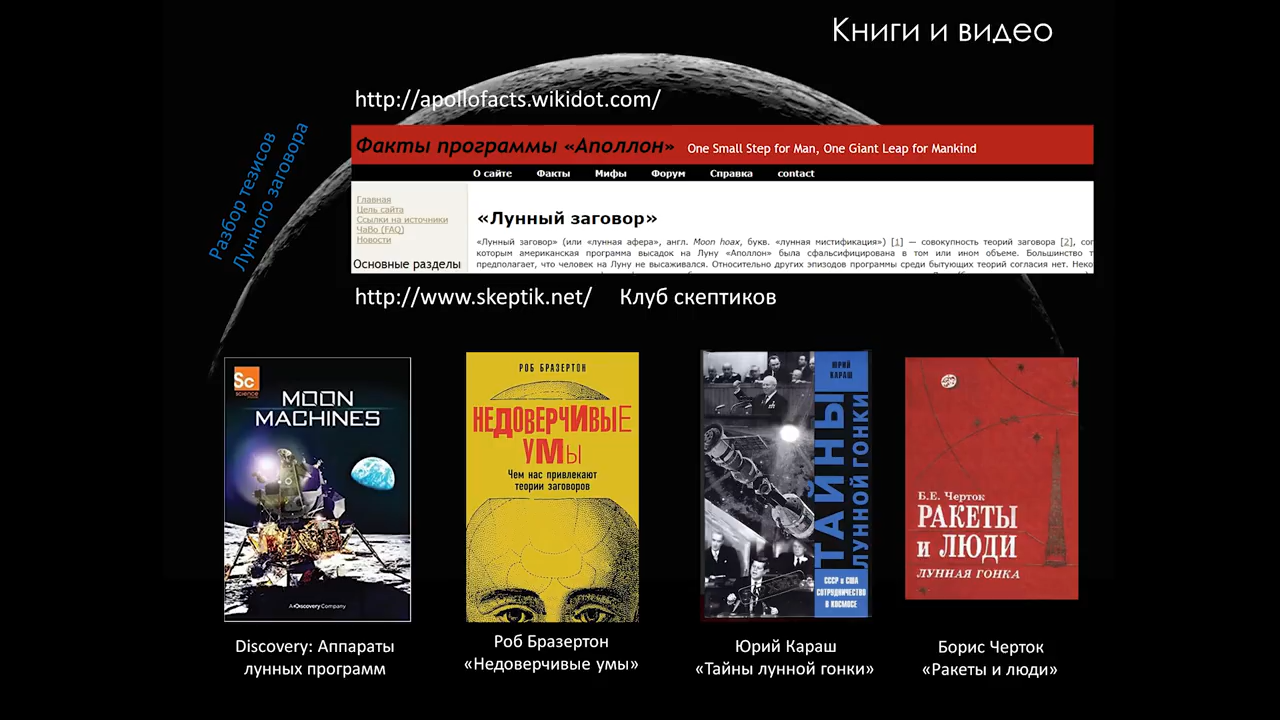 Книги и видео
http://apollofacts.wikidot.com/
Разбор тезисов
Лунного заговора
Факты программы «Аполлон» One Small Step for Man, One Giant Leap for Mankind
О сайте Факты Мифы Форум Справка contact
Главная
Цель сайта
Ссылки на источники
ЧаВо (FAQ)
Новости
Основные разделы
«Лунный заговор»
«Лунный заговор» (или «лунная афера», англ. Moon hoax, букв. «лунная мистификация») [1] — совокупность теорий заговора [2], сог
которым американская программа высадок на Луну «Аполлон» была сфальсифицирована в том или ином объеме. Большинство т
предполагает, что человек на Луну не высаживался. Относительно других эпизодов программы среди бытующих теорий согласия нет. Неко
http://www.skeptik.net/ Клуб скептиков
Sc
science
MOON
MACHINES
A Discovery Company
Discovery: Аппараты
лунных программ
РОБ БРАЗЕРТОН
НЕДОВЕРЧИВЫЕ
УМЫ
Чем нас привлекают
теории заговоров
Роб Бразертон
«Недоверчивые умы»
ЮРИЙ
КАРАШ
ТАЙНЫ
ЛУННОЙ ГОНКИ
СССР и США
СОТРУДНИЧЕСТВО
В КОСМОСЕ
Юрий Караш
«Тайны лунной гонки»
Б.Е. Черток
РАКЕТЫ
и ЛЮДИ
ЛУННАЯ ГОНКА
Борис Черток
«Ракеты и люди»